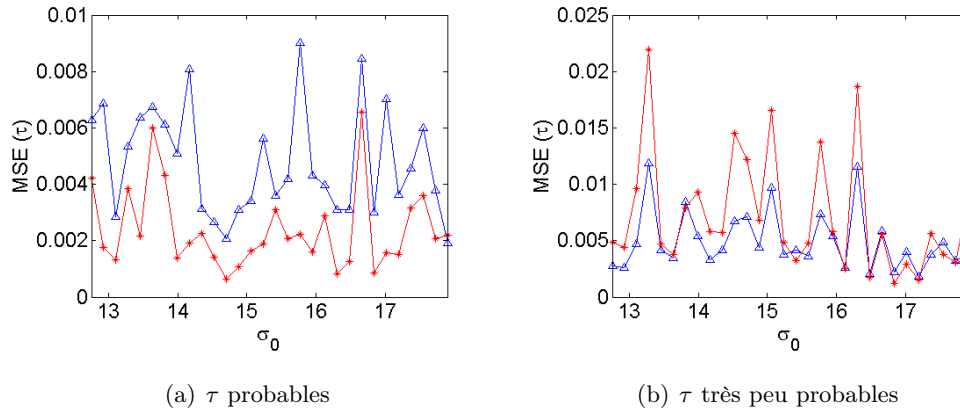 0.01
0.008
0.006
0.004
0.002
0
MSE (τ)
13 14 15 16 17
σ₀
(a) τ probables
0.025
0.02
0.015
0.01
0.005
0
MSE (τ)
13 14 15 16 17
σ₀
(b) τ très peu probables